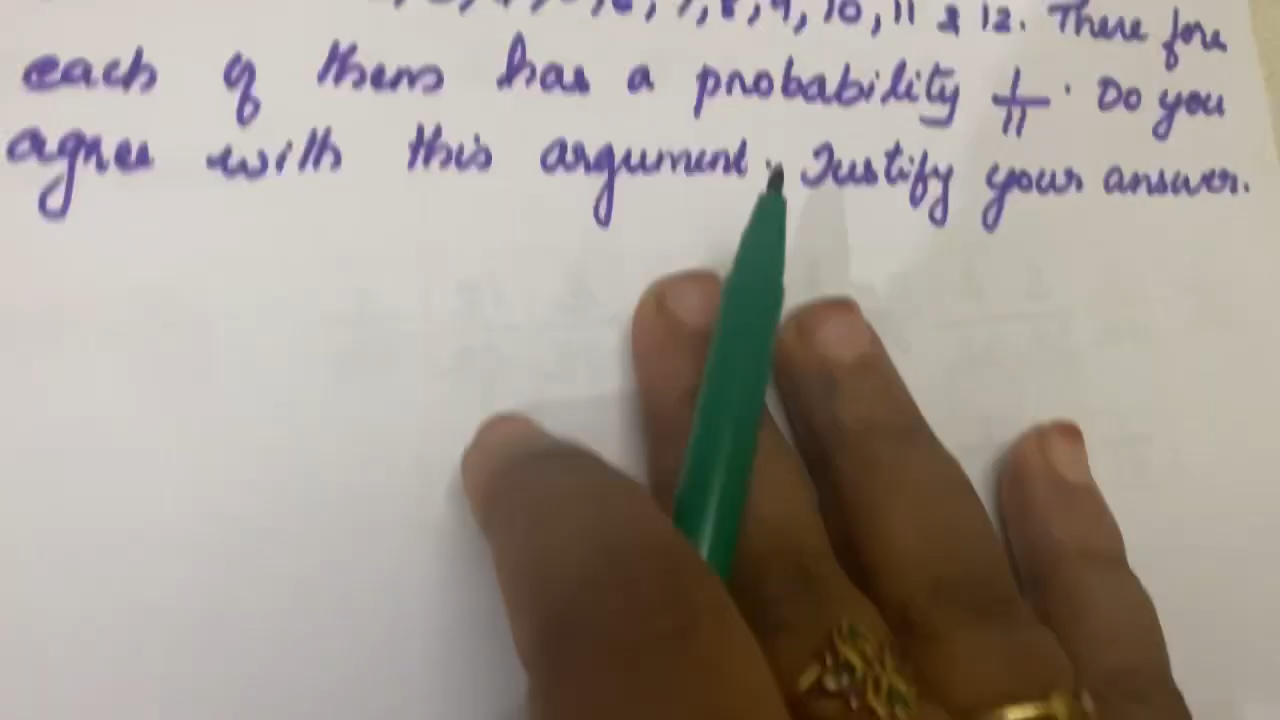 6, 7, 8, 9, 10, 11 & 12. There fore
each of them has a probability 1/11. Do you
agree with this argument. Justify your answer.